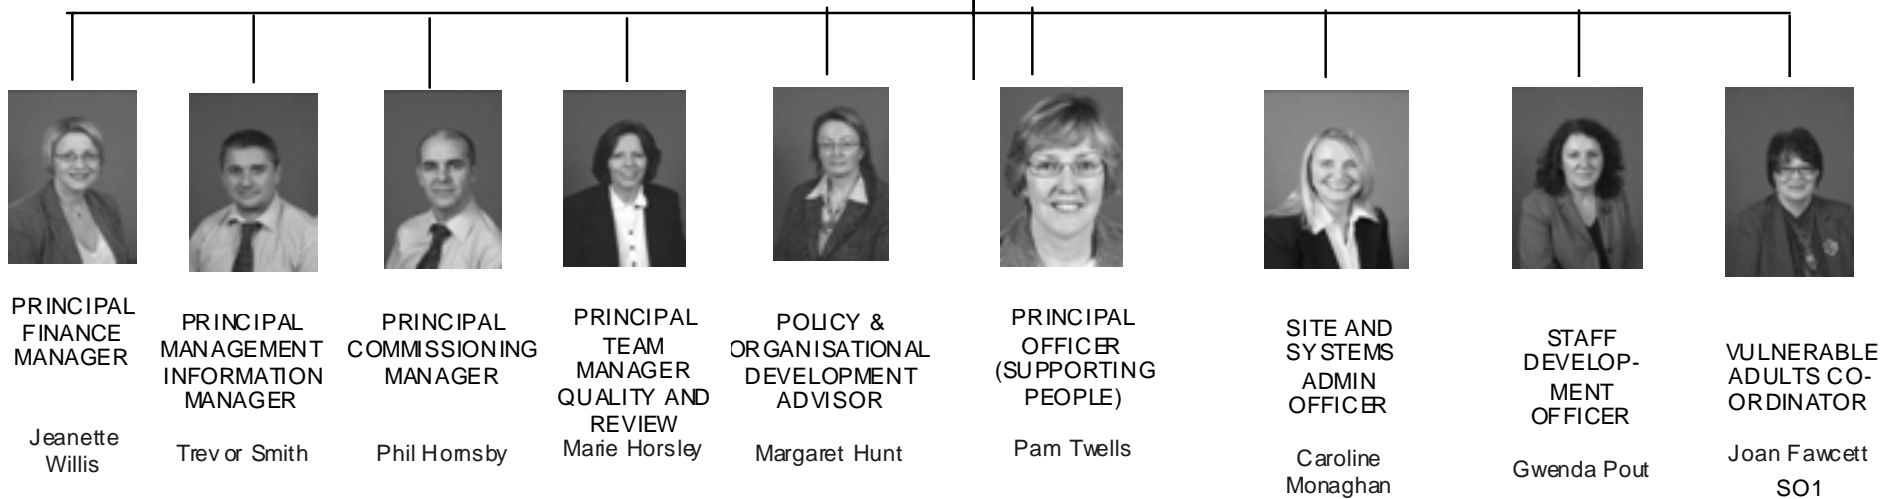 PRINCIPAL
FINANCE
MANAGER
Jeanette
Willis
PRINCIPAL
MANAGEMENT
INFORMATION
MANAGER
Trevor Smith
PRINCIPAL
COMMISSIONING
MANAGER
Phil Hornsby
PRINCIPAL
TEAM
MANAGER
QUALITY AND
REVIEW
Marie Horsley
POLICY &
ORGANISATIONAL
DEVELOPMENT
ADVISOR
Margaret Hunt
PRINCIPAL
OFFICER
(SUPPORTING
PEOPLE)
Pam Twells
SITE AND
SYSTEMS
ADMIN
OFFICER
Caroline
Monaghan
STAFF
DEVELOP-
MENT
OFFICER
Gwenda Pout
VULNERABLE
ADULTS CO-
ORDINATOR
Joan Fawcett
SO1